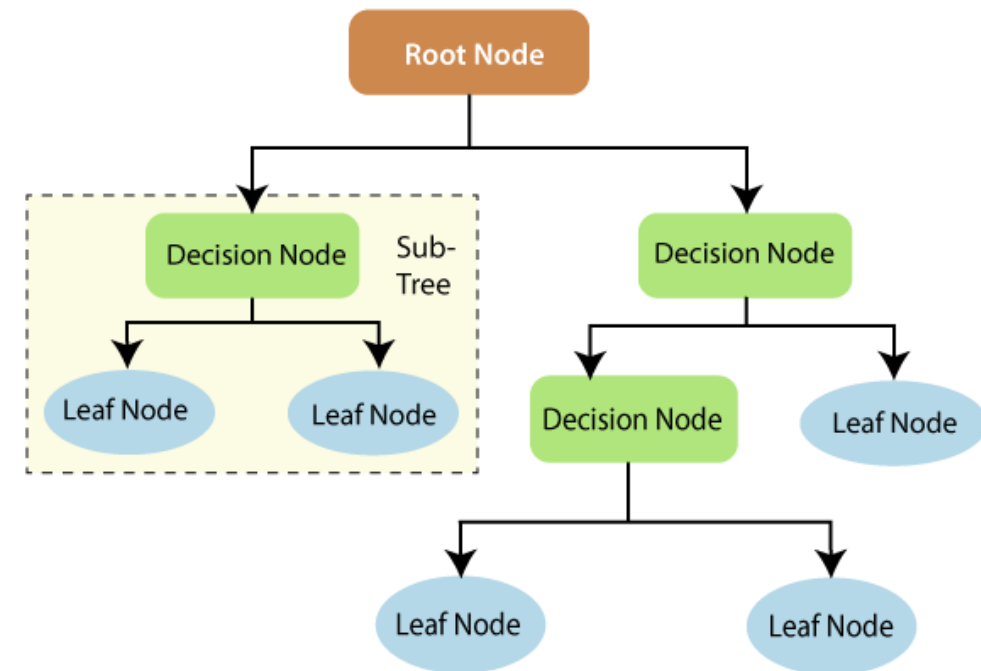 Root Node
Decision Node
Sub-
Tree
Decision Node
Leaf Node
Leaf Node
Decision Node
Leaf Node
Leaf Node
Leaf Node